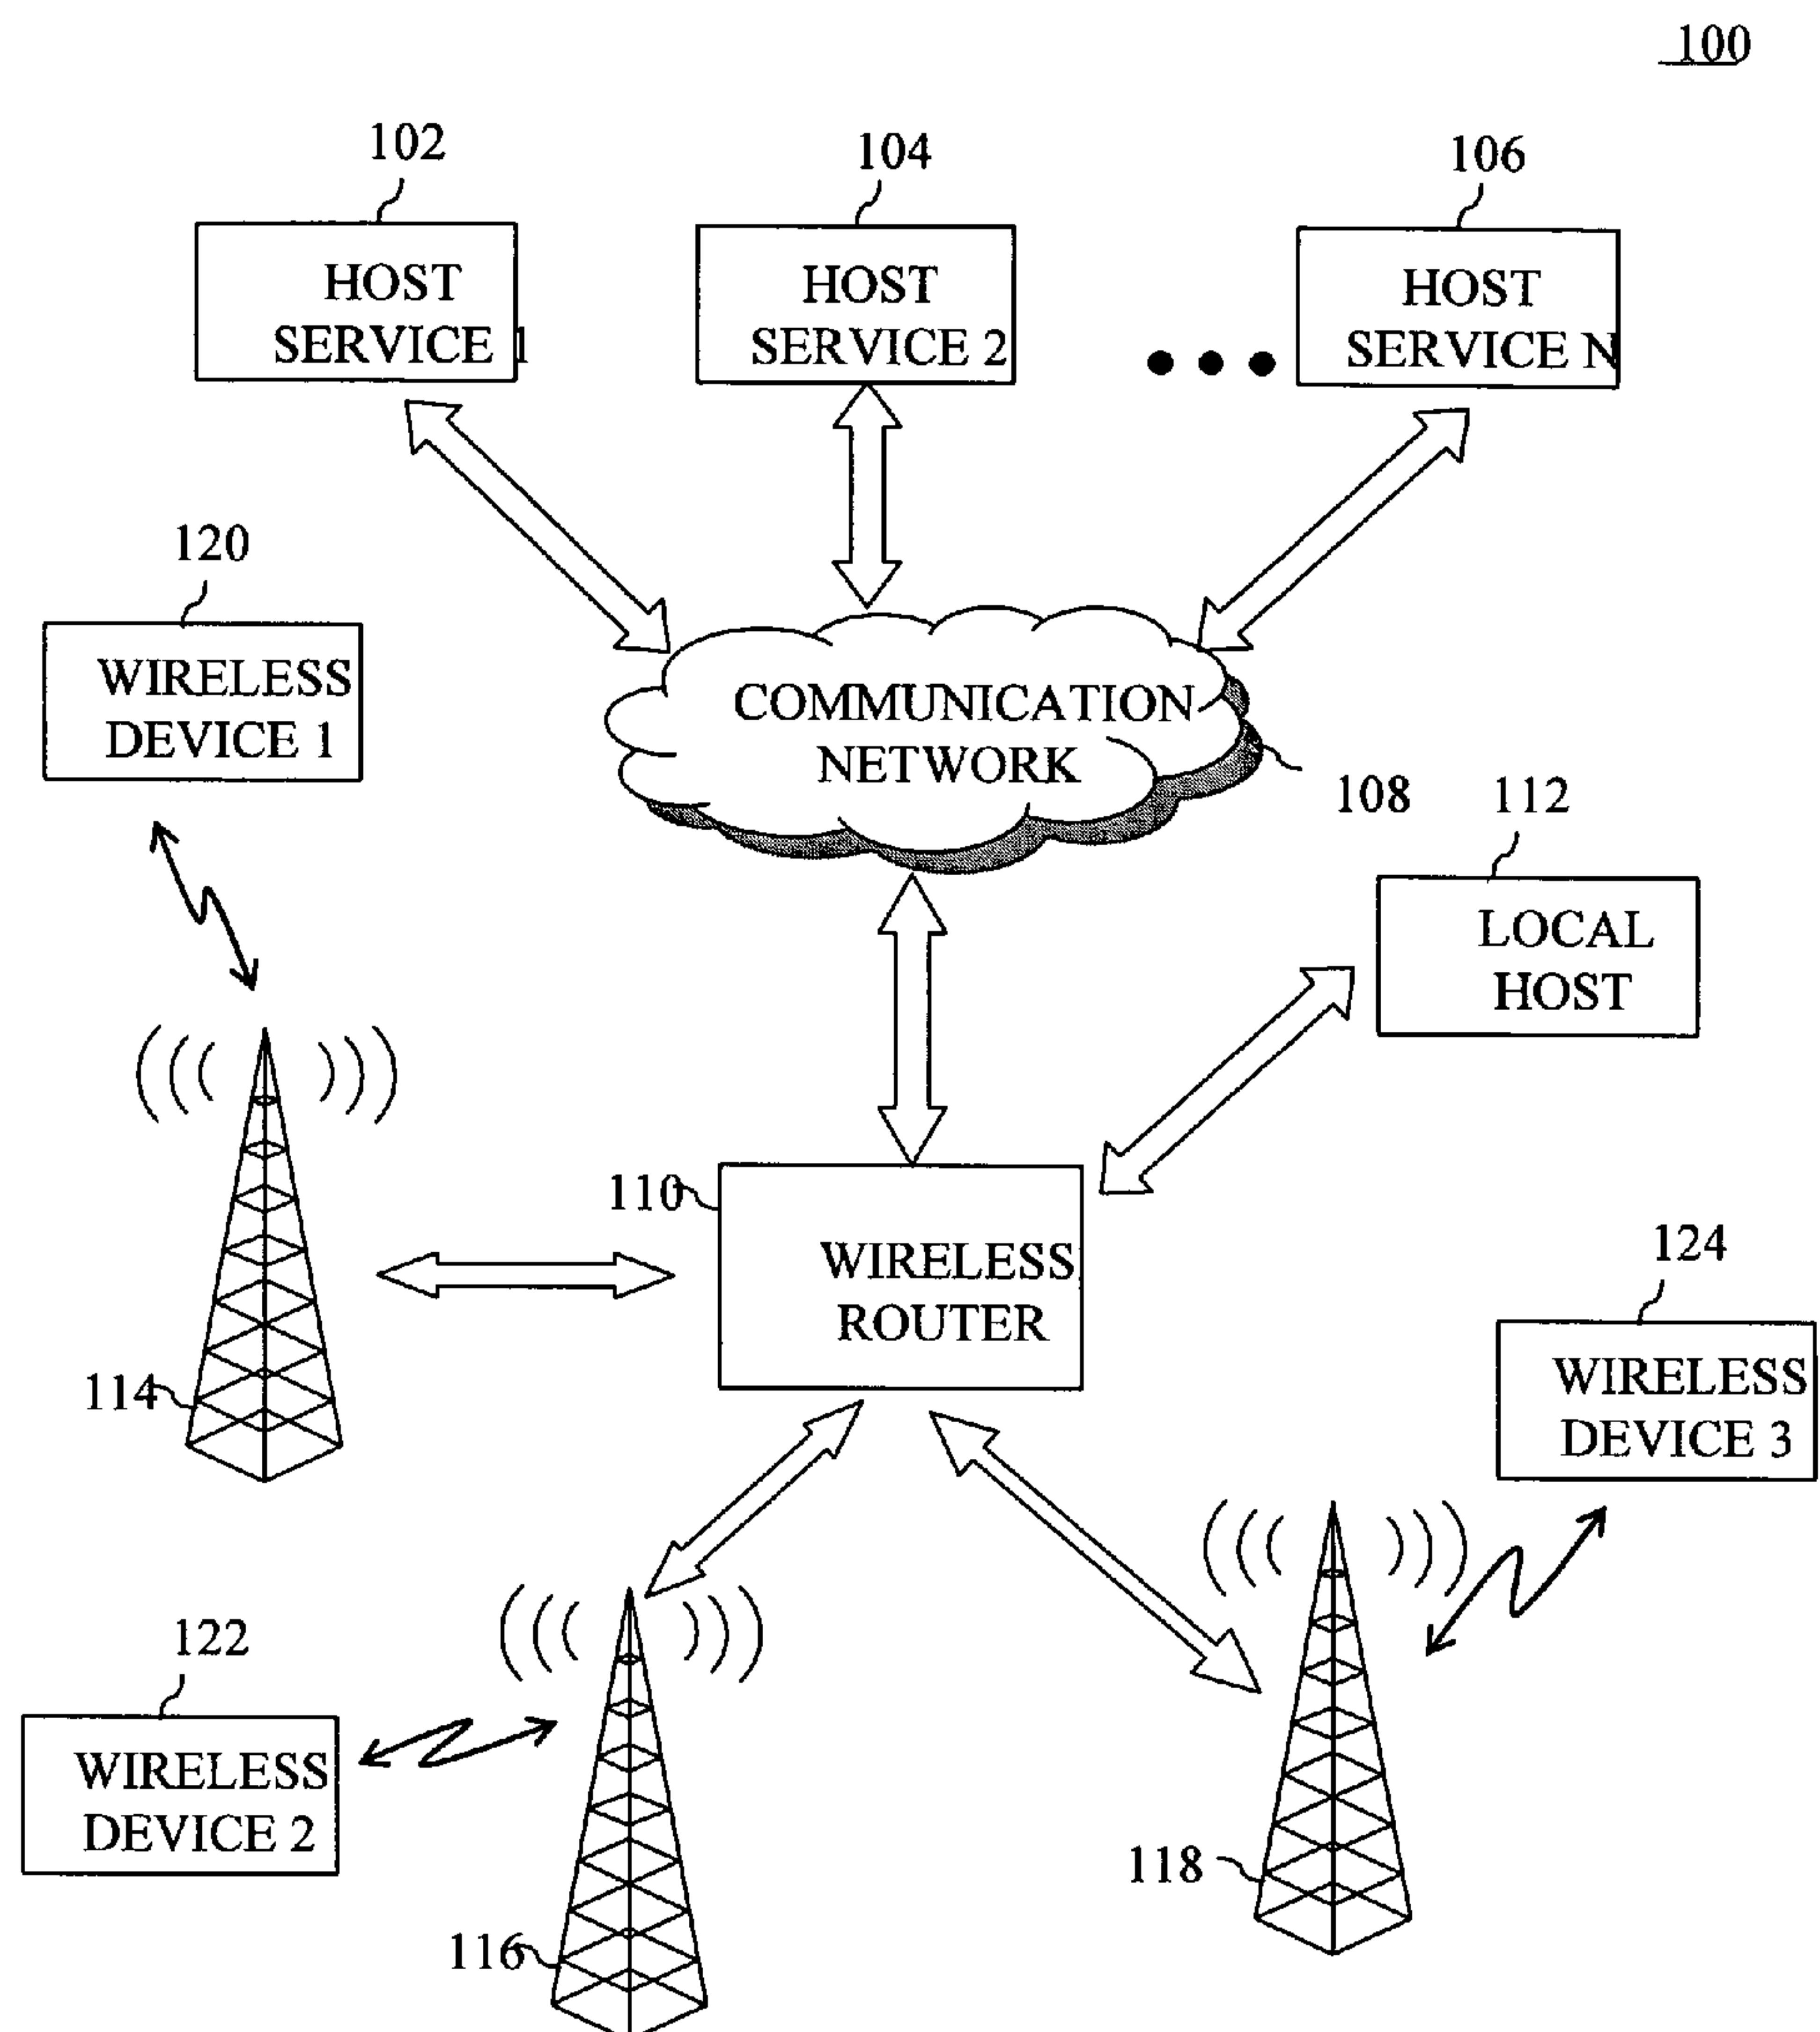 100
102
104
106
HOST
SERVICE 1
HOST
SERVICE 2
HOST
SERVICE N
120
WIRELESS
DEVICE 1
COMMUNICATION
NETWORK
108
112
LOCAL
HOST
110
WIRELESS
ROUTER
124
WIRELESS
DEVICE 3
114
122
WIRELESS
DEVICE 2
118
116